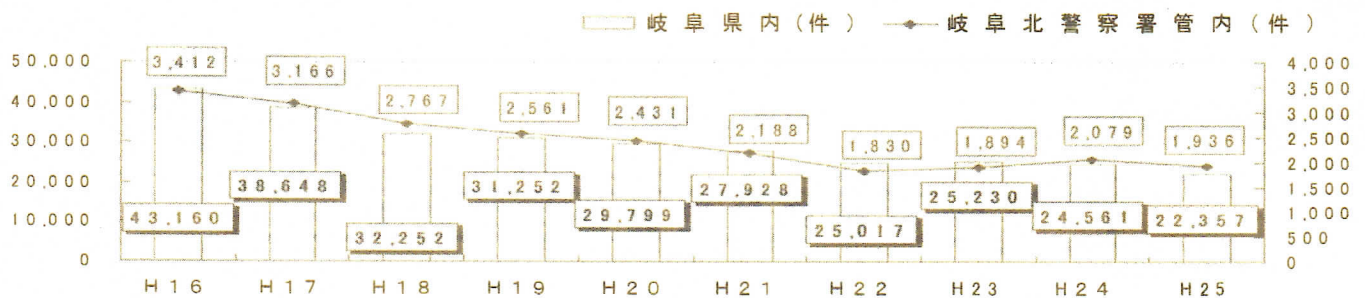 岐阜県内(件) 岐阜北警察署管内(件)
50,000 3,412 3,166 2,767 2,561 2,431 2,188 1,830 1,894 2,079 1,936 4,000
40,000 3,500
30,000 3,000
20,000 2,500
10,000 2,000
0 1,500
1,000
500
0
43,160 38,648 32,252 31,252 29,799 27,928 25,017 25,230 24,561 22,357
H16 H17 H18 H19 H20 H21 H22 H23 H24 H25